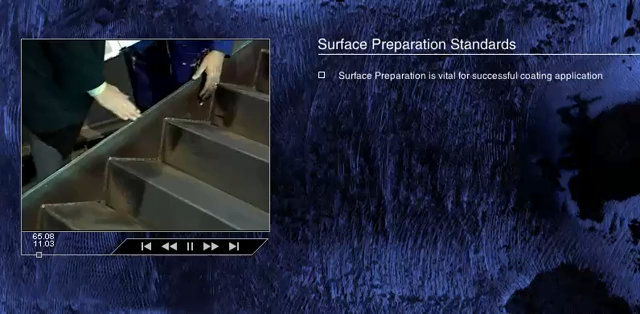 Surface Preparation Standards
Surface Preparation is vital for successful coating application
65.08
11.03